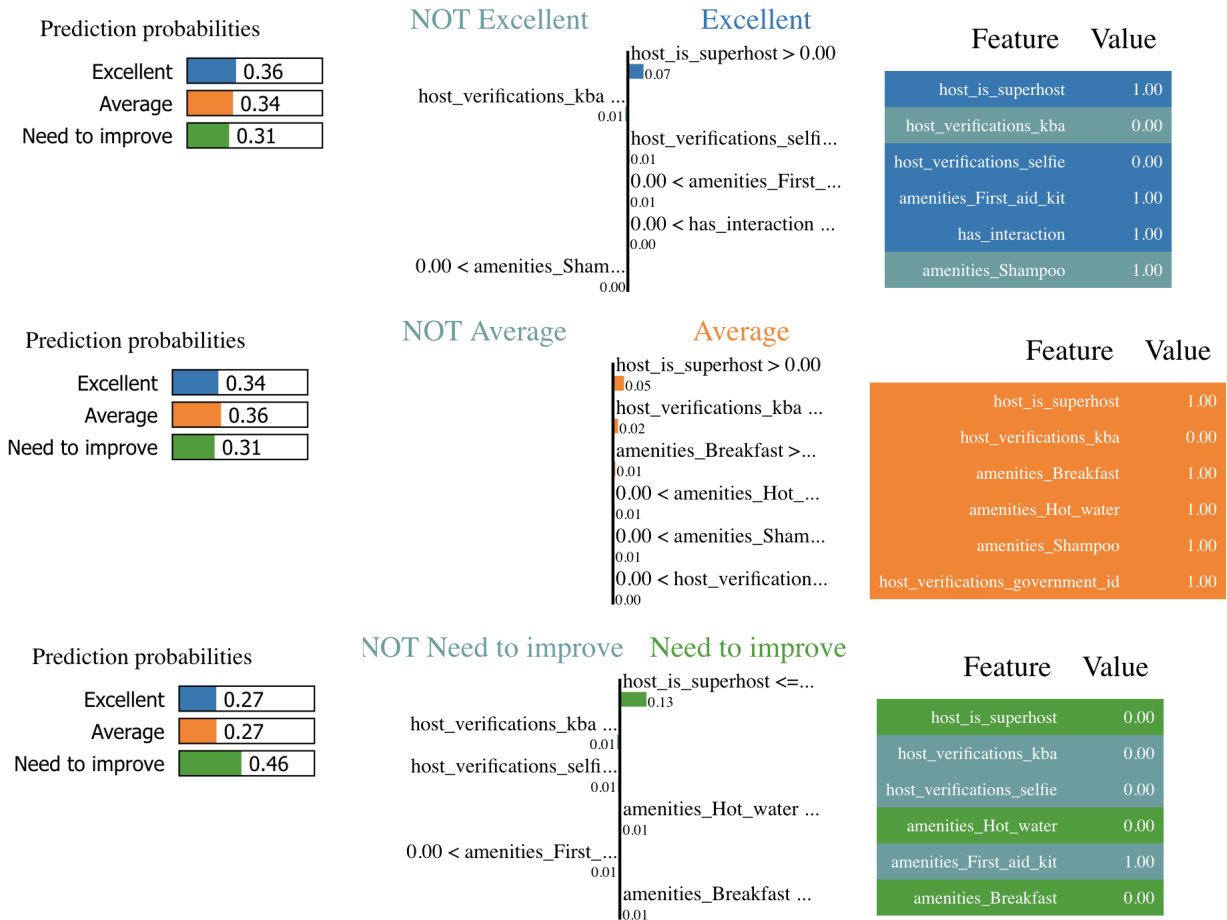 NOT Excellent Excellent
Prediction probabilities
Excellent 0.36
Average 0.34
Need to improve 0.31
host_is_superhost > 0.00
0.07
host_verifications_kba ...
0.01
host_verifications_selfi...
0.01
0.00 < amenities_First_...
0.01
0.00 < has_interaction ...
0.00
0.00 < amenities_Sham...
0.00
Feature Value
host_is_superhost 1.00
host_verifications_kba 0.00
host_verifications_selfie 0.00
amenities_First_aid_kit 1.00
has_interaction 1.00
amenities_Shampoo 1.00
NOT Average Average
Prediction probabilities
Excellent 0.34
Average 0.36
Need to improve 0.31
host_is_superhost > 0.00
0.05
host_verifications_kba ...
0.02
amenities_Breakfast >...
0.01
0.00 < amenities_Hot_...
0.01
0.00 < amenities_Sham...
0.01
0.00 < host_verification...
0.00
Feature Value
host_is_superhost 1.00
host_verifications_kba 0.00
amenities_Breakfast 1.00
amenities_Hot_water 1.00
amenities_Shampoo 1.00
host_verifications_government_id 1.00
NOT Need to improve Need to improve
Prediction probabilities
Excellent 0.27
Average 0.27
Need to improve 0.46
host_is_superhost <=...
0.13
host_verifications_kba ...
0.01
host_verifications_selfi...
0.01
amenities_Hot_water ...
0.01
0.00 < amenities_First_...
0.01
amenities_Breakfast ...
0.01
Feature Value
host_is_superhost 0.00
host_verifications_kba 0.00
host_verifications_selfie 0.00
amenities_Hot_water 0.00
amenities_First_aid_kit 1.00
amenities_Breakfast 0.00